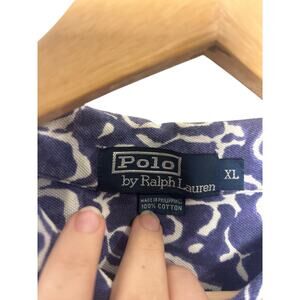 Polo
by Ralph Lauren
XL
MADE IN PHILIPPINES
100% COTTON